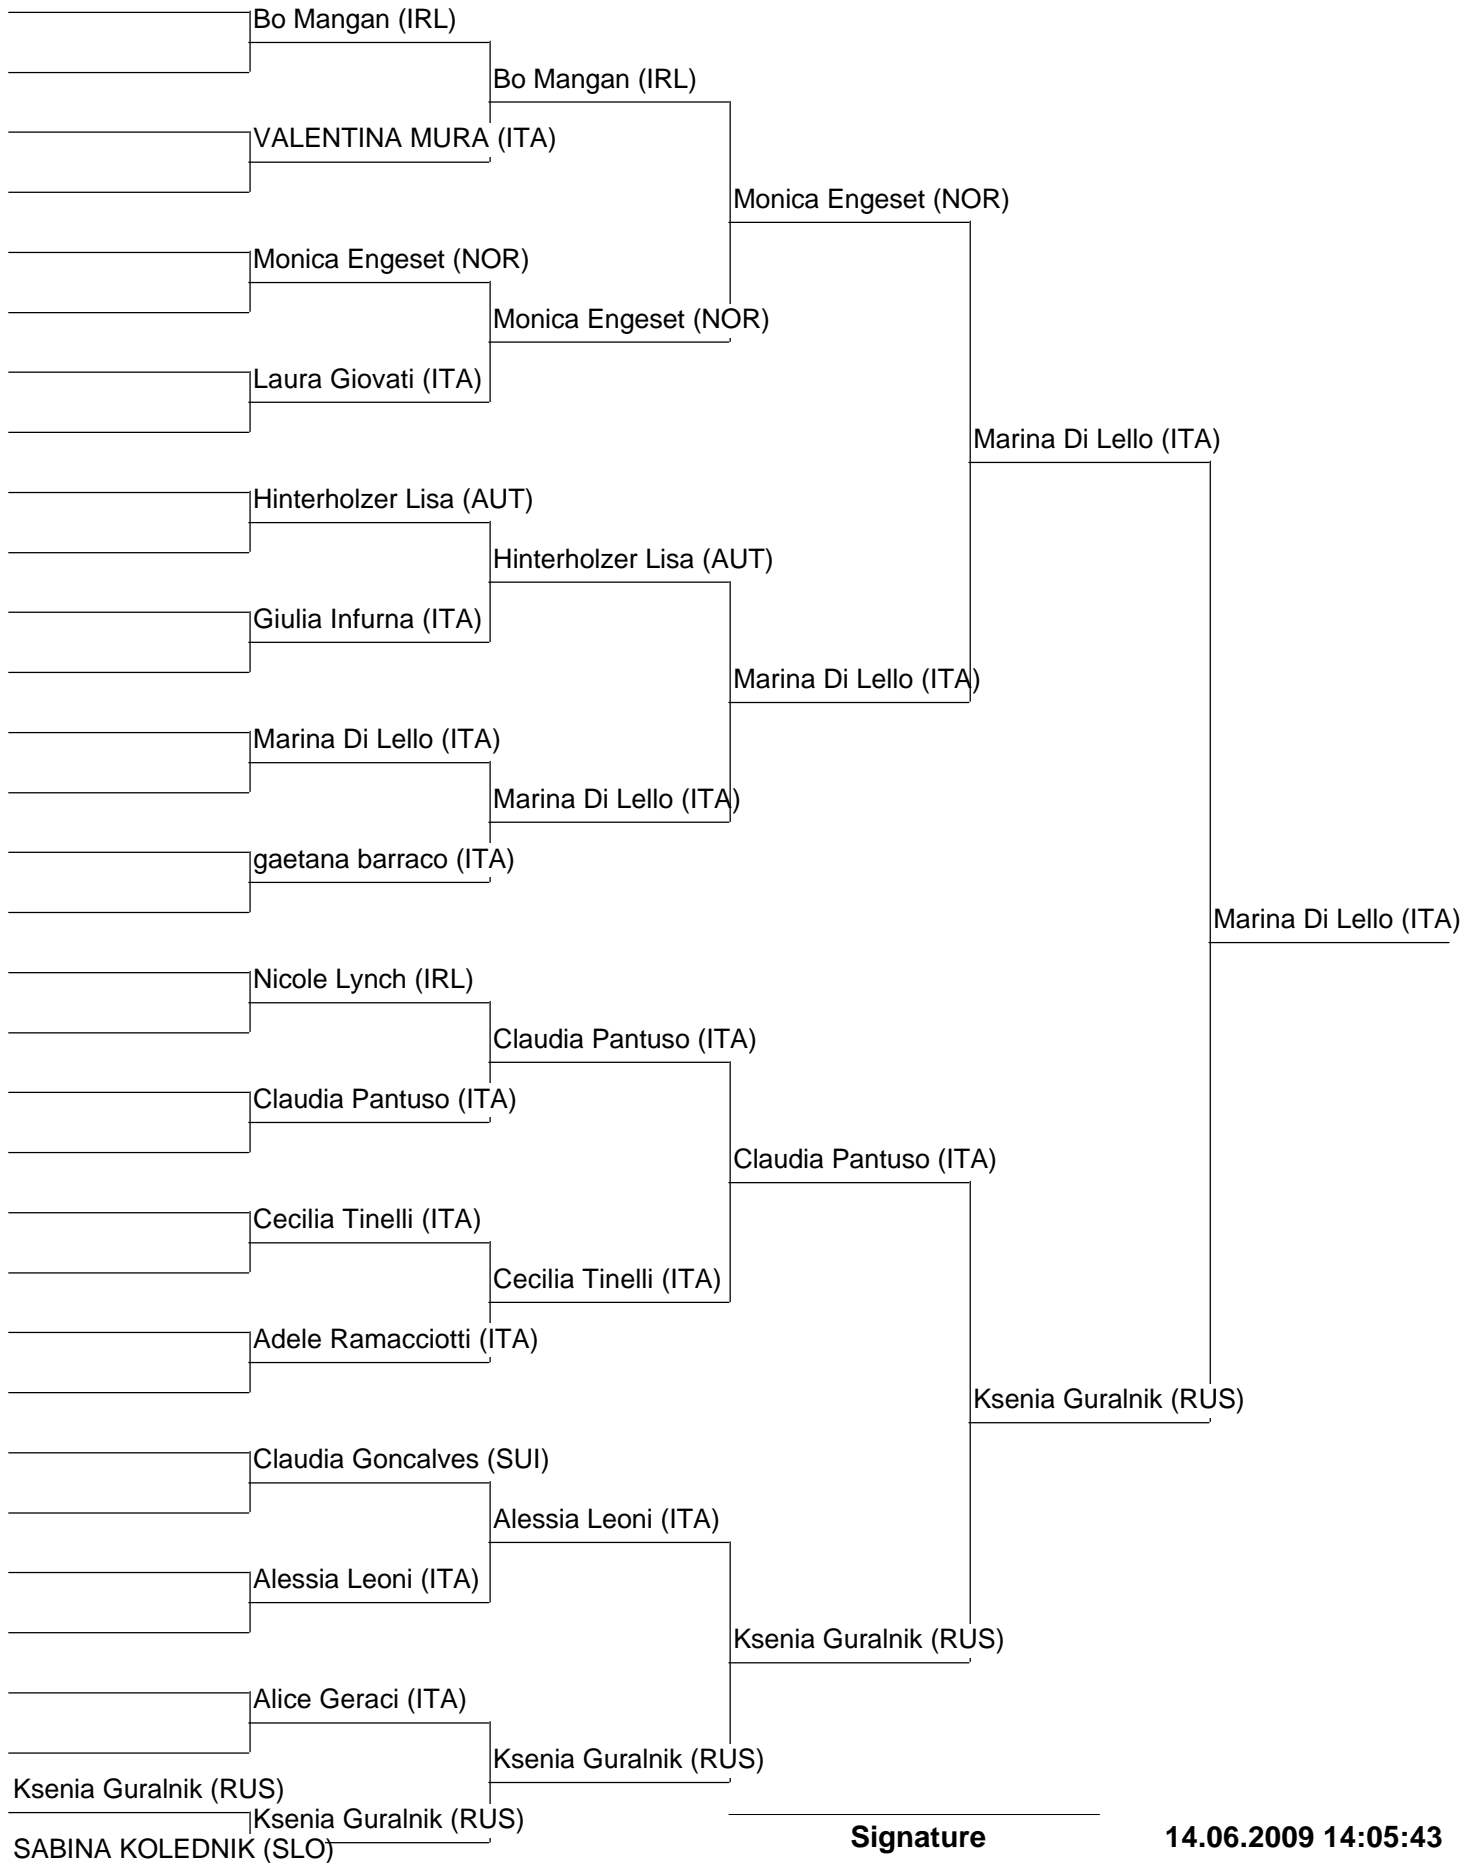 Bo Mangan (IRL)
Bo Mangan (IRL)
VALENTINA MURA (ITA)
Monica Engeset (NOR)
Monica Engeset (NOR)
Monica Engeset (NOR)
Laura Giovati (ITA)
Marina Di Lello (ITA)
Hinterholzer Lisa (AUT)
Hinterholzer Lisa (AUT)
Giulia Infurna (ITA)
Marina Di Lello (ITA)
Marina Di Lello (ITA)
Marina Di Lello (ITA)
gaetana barraco (ITA)
Marina Di Lello (ITA)
Nicole Lynch (IRL)
Claudia Pantuso (ITA)
Claudia Pantuso (ITA)
Claudia Pantuso (ITA)
Cecilia Tinelli (ITA)
Cecilia Tinelli (ITA)
Adele Ramacciotti (ITA)
Ksenia Guralnik (RUS)
Claudia Goncalves (SUI)
Alessia Leoni (ITA)
Alessia Leoni (ITA)
Ksenia Guralnik (RUS)
Alice Geraci (ITA)
Ksenia Guralnik (RUS)
Ksenia Guralnik (RUS)
Ksenia Guralnik (RUS)
SABINA KOLEDNIK (SLO)
Signature
14.06.2009 14:05:43